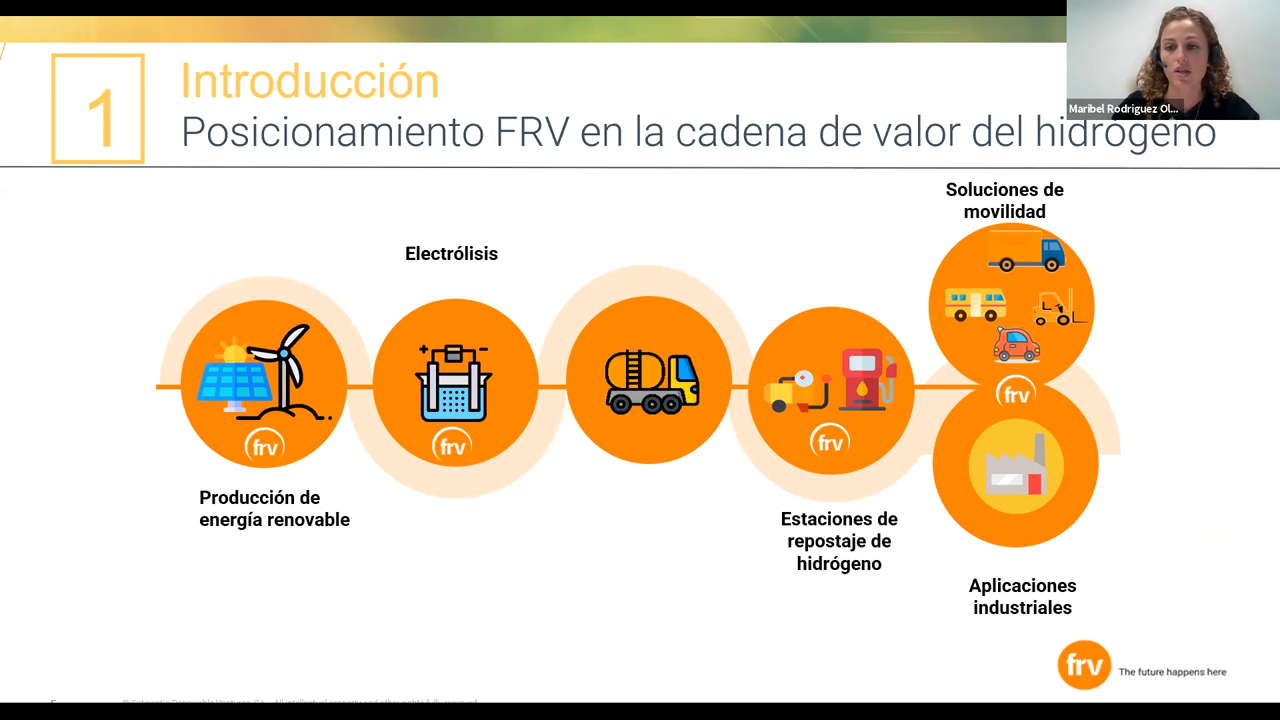 1
Introducción
Posicionamiento FRV en la cadena de valor del hidrógeno
Maribel Rodriguez Ol...
Soluciones de
movilidad
Electrólisis
frv
frv
frv
frv
Producción de
energía renovable
Estaciones de
repostaje de
hidrógeno
Aplicaciones
industriales
frv
The future happens here